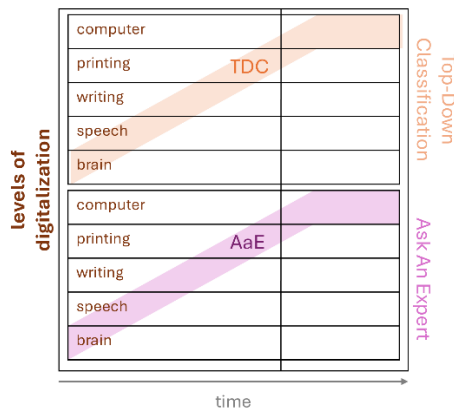 levels of
digitalization
computer
printing
writing
speech
brain
TDC
Top-Down
Classification
computer
printing
writing
speech
brain
AaE
Ask An Expert
time